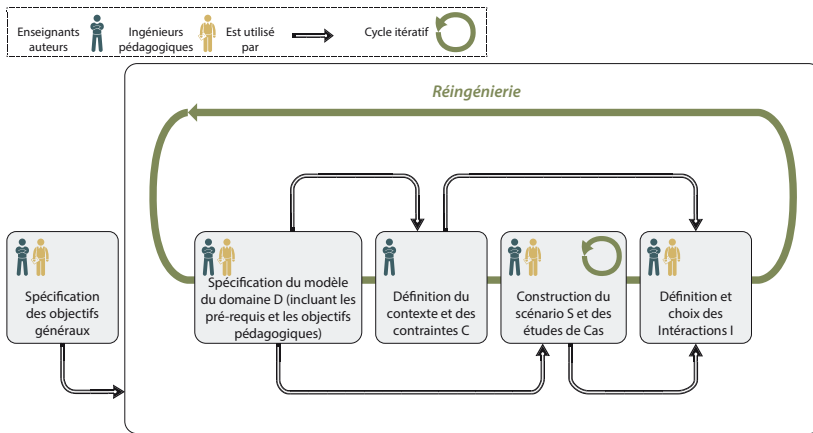 Enseignants
auteurs
Ingénieurs
pédagogiques
Est utilisé
par
Cycle itératif
Réingénierie
Spécification
des objectifs
généraux
Spécification du modèle
du domaine D (incluant les
pré-requis et les objectifs
pédagogiques)
Définition du
contexte et des
contraintes C
Construction du
scénario S et des
études de Cas
Définition et
choix des
Intéractions I